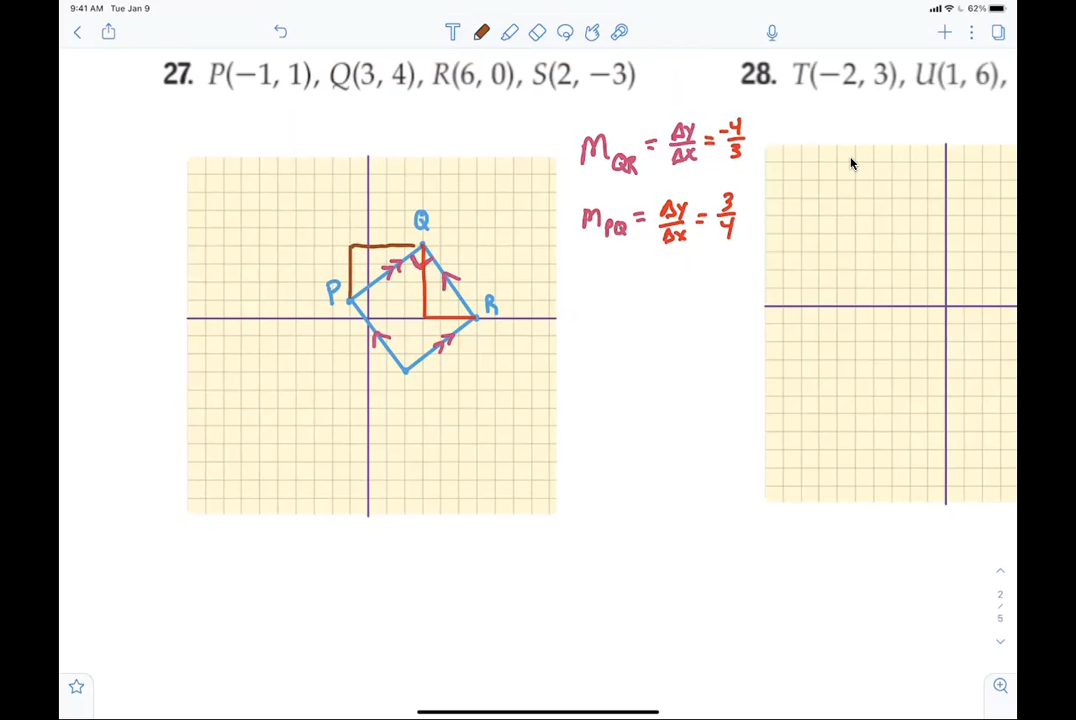 9:41 AM Tue Jan 9
62%
27. P(−1, 1), Q(3, 4), R(6, 0), S(2, −3)
28. T(−2, 3), U(1, 6),
M_QR = Δy/Δx = -4/3
M_PQ = Δy/Δx = 3/4
Q
P
R
T
2
/
5